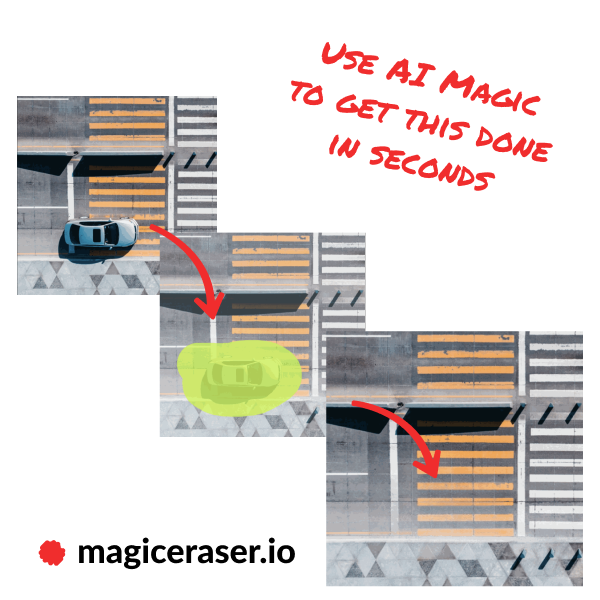 Use AI Magic
to get this done
in seconds
magiceraser.io